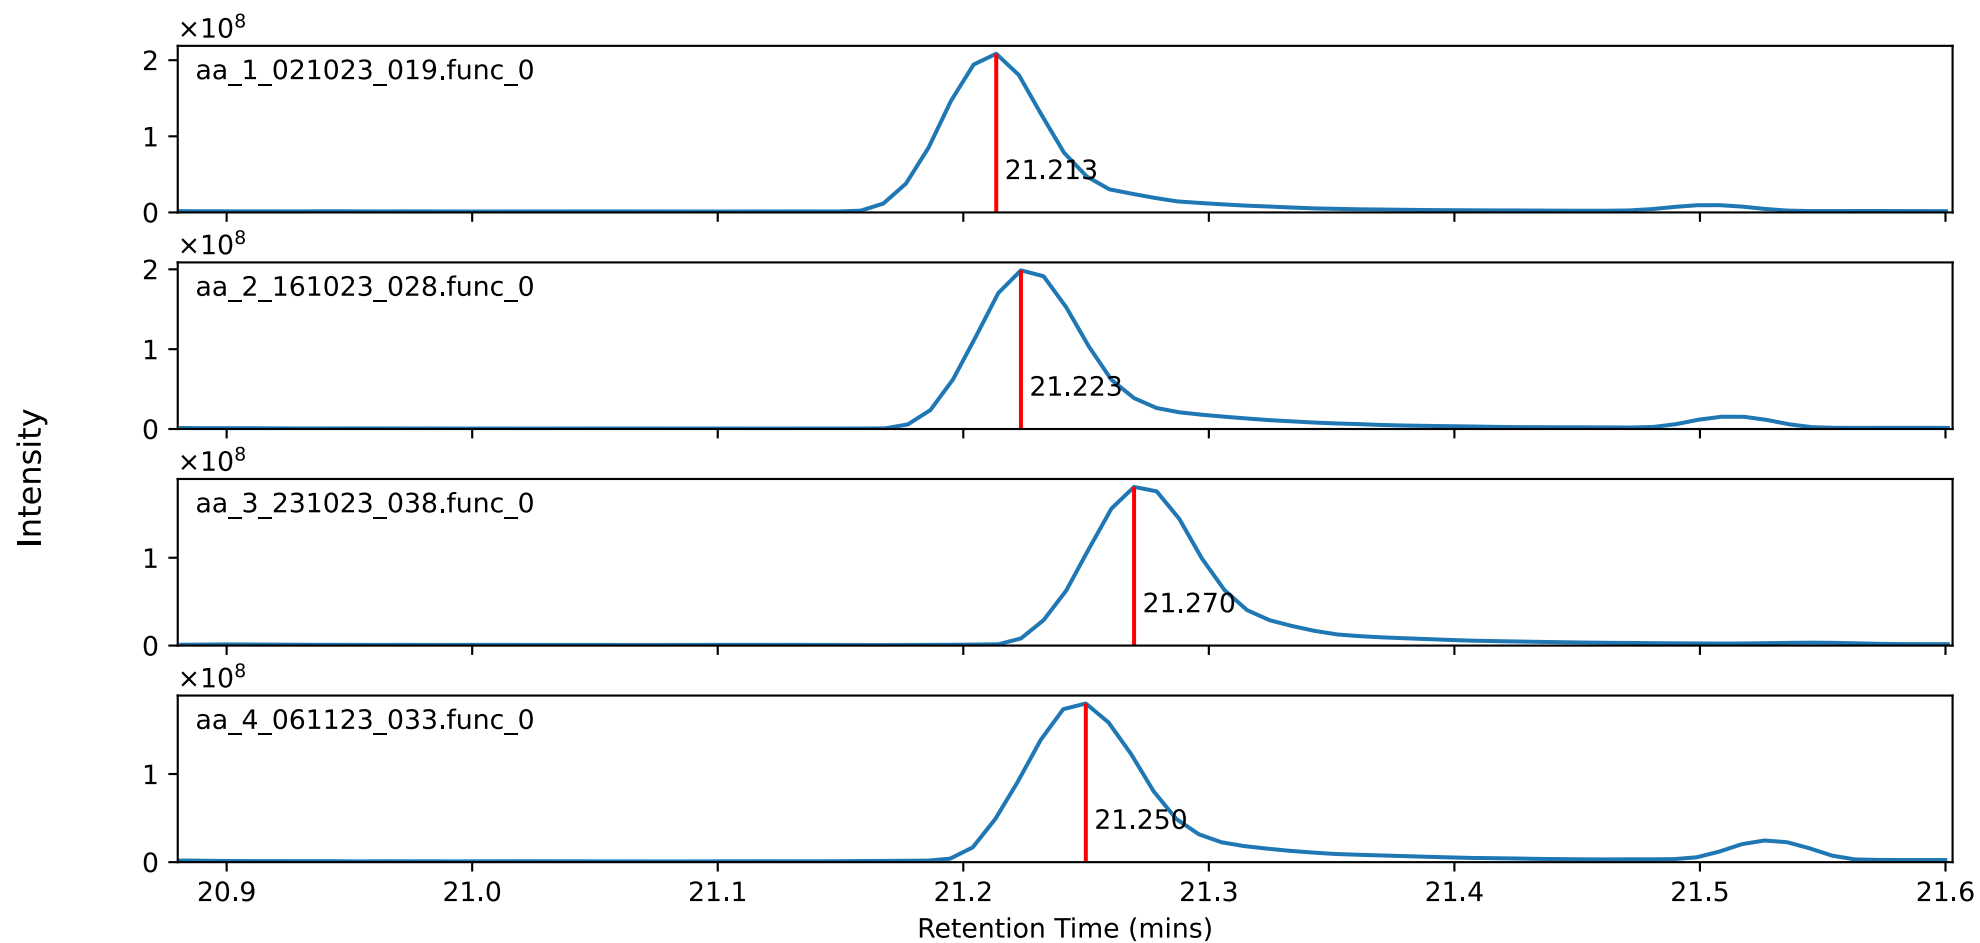 ×10⁸
2
1
0
aa_1_021023_019.func_0
21.213
×10⁸
2
1
0
aa_2_161023_028.func_0
21.223
×10⁸
1
0
aa_3_231023_038.func_0
21.270
×10⁸
1
0
aa_4_061123_033.func_0
21.250
20.9 21.0 21.1 21.2 21.3 21.4 21.5 21.6
Retention Time (mins)
Intensity